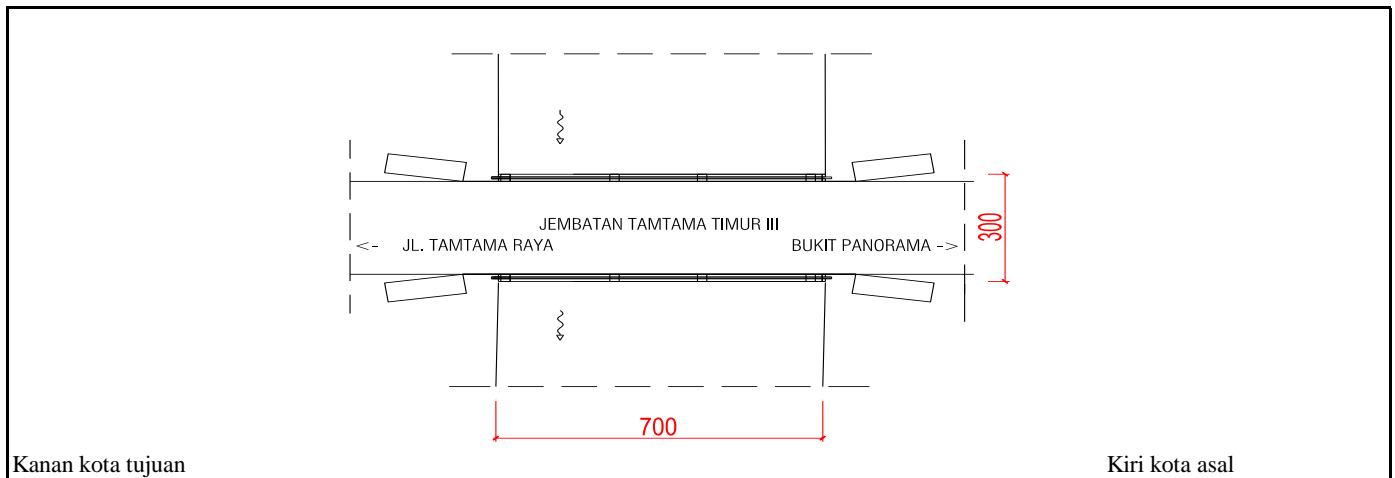 JEMBATAN TAMTAMA TIMUR III
<- JL. TAMTAMA RAYA
BUKIT PANORAMA ->
300
700
Kanan kota tujuan
Kiri kota asal